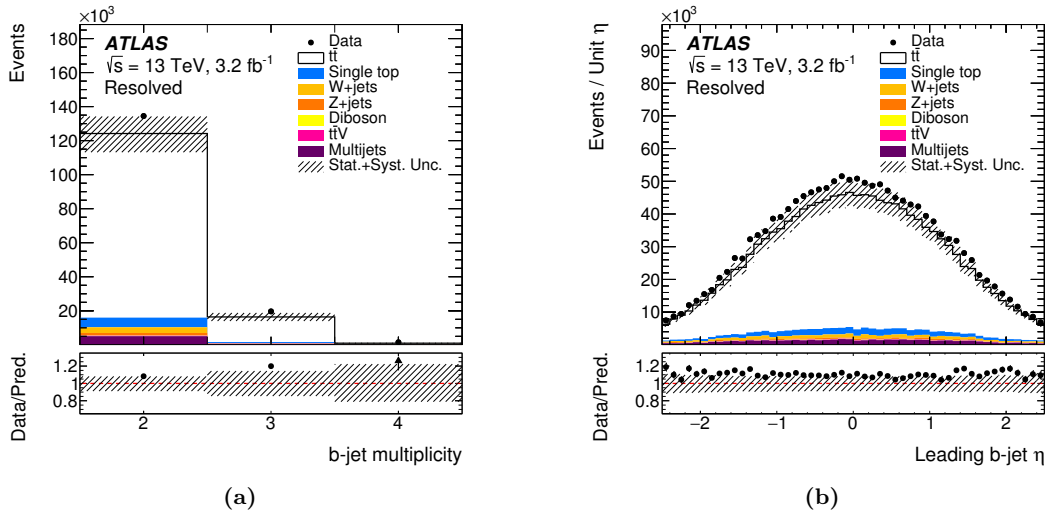 ×10³
Events
180
160
140
120
100
80
60
40
20
ATLAS
√s = 13 TeV, 3.2 fb⁻¹
Resolved
Data
tt̄
Single top
W+jets
Z+jets
Diboson
tt̄V
Multijets
Stat.+Syst. Unc.
Data/Pred.
1.2
1
0.8
2
3
4
b-jet multiplicity
(a)
×10³
Events / Unit η
90
80
70
60
50
40
30
20
10
ATLAS
√s = 13 TeV, 3.2 fb⁻¹
Resolved
Data
tt̄
Single top
W+jets
Z+jets
Diboson
tt̄V
Multijets
Stat.+Syst. Unc.
Data/Pred.
1.2
1
0.8
−2
−1
0
1
2
Leading b-jet η
(b)